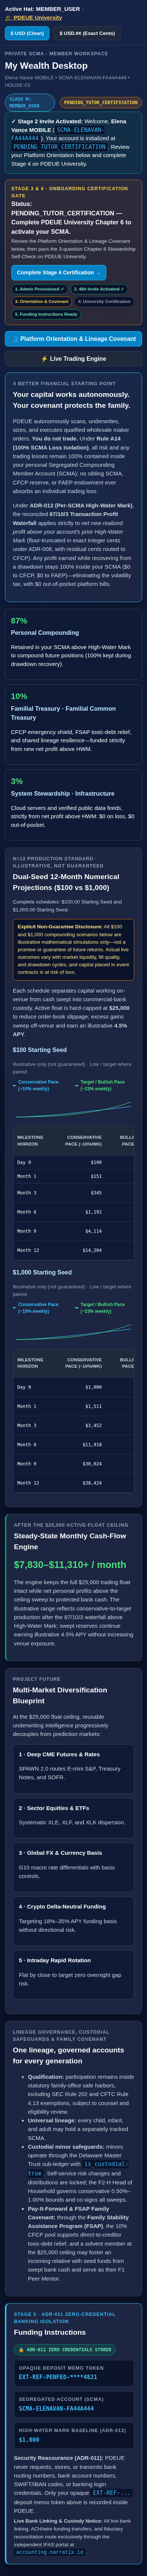 Active Hat: MEMBER_USER ·
🎓 PDEUE University
$ USD (Clean)
$ USD.4¢ (Exact Cents)
PRIVATE SCMA · MEMBER WORKSPACE
My Wealth Desktop
Elena Vance MOBILE • SCMA-ELENAVAN-FA44A444 •
HOUSE-03
CLASS M:
MEMBER_USER
PENDING_TUTOR_CERTIFICATION
✓ Stage 2 Invite Activated: Welcome, Elena
Vance MOBILE ( SCMA-ELENAVAN-
FA44A444 ). Your account is initialized at
PENDING_TUTOR_CERTIFICATION . Review
your Platform Orientation below and complete
Stage 4 on PDEUE University.
STAGE 3 & 4 · ONBOARDING CERTIFICATION
GATE
Status:
PENDING_TUTOR_CERTIFICATION —
Complete PDEUE University Chapter 6 to
activate your SCMA.
Review the Platform Orientation & Lineage Covenant
below, then pass the 3-question Chapter 6 Stewardship
Self-Check on PDEUE University.
Complete Stage 4 Certification →
1. Admin Provisioned ✓
2. 48h Invite Activated ✓
3. Orientation & Covenant
4. University Certification
5. Funding Instructions Ready
📘 Platform Orientation & Lineage Covenant
⚡ Live Trading Engine
A BETTER FINANCIAL STARTING POINT
Your capital works autonomously.
Your covenant protects the family.
PDEUE autonomously scans, underwrites,
sizes, and executes qualified wholesale maker
orders. You do not trade. Under Rule A14
(100% SCMA Loss Isolation), all risk and any
trading losses remain 100% inside your
personal Segregated Compounding Member
Account (SCMA); no sibling SCMA, CFCP
reserve, or FAEP endowment ever absorbs an
individual trading loss.
Under ADR-012 (Per-SCMA High-Water Mark),
the reconciled 87/10/3 Transaction Profit
Waterfall applies strictly to new realized profit
above your account's prior High-Water Mark
(floor-encoded in exact integer cents under
ADR-008, with residual cents routed to CFCP).
Any profit earned while recovering from a
drawdown stays 100% inside your SCMA ($0
to CFCP, $0 to FAEP)—eliminating the volatility
tax, with $0 out-of-pocket platform bills.
87%
Personal Compounding
Retained in your SCMA above High-Water Mark
to compound future positions (100% kept during
drawdown recovery).
10%
Familial Treasury · Familial Common
Treasury
CFCP emergency shield, FSAP toxic-debt relief,
and shared lineage resilience—funded strictly
from new net profit above HWM.
3%
System Stewardship · Infrastructure
Cloud servers and verified public data feeds,
strictly from net profit above HWM: $0 on loss, $0
out-of-pocket.
N=12 PRODUCTION STANDARD ·
ILLUSTRATIVE, NOT GUARANTEED
Dual-Seed 12-Month Numerical
Projections ($100 vs $1,000)
Complete schedules: $100.00 Starting Seed and
$1,000.00 Starting Seed.
Explicit Non-Guarantee Disclosure: All $100
and $1,000 compounding scenarios below are
illustrative mathematical simulations only—not a
promise or guarantee of future returns. Actual live
outcomes vary with market liquidity, fill quality,
and drawdown cycles, and capital placed in event
contracts is at risk of loss.
Each schedule separates capital working on-
venue from cash swept into sovereign interest-
bearing custody. Active float is hard-capped at $25,000
to reduce order-book slippage; excess gains
sweep off-venue and earn an illustrative 4.5%
APY.
$100 Starting Seed
Illustrative only (not guaranteed) · Low / target where
paired
Conservative Pace
(~10% weekly)
Target / Bullish Pace
(~23% weekly)
MILESTONE
HORIZON
CONSERVATIVE
PACE (~10%/WK)
BULLI
PACE
Day 0 $100
Month 1 $151
Month 3 $345
Month 6 $1,192
Month 9 $4,114
Month 12 $14,204
$1,000 Starting Seed
Illustrative only (not guaranteed) · Low / target where
paired
Conservative Pace
(~10% weekly)
Target / Bullish Pace
(~23% weekly)
MILESTONE
HORIZON
CONSERVATIVE
PACE (~10%/WK)
BULLI
PACE
Day 0 $1,000
Month 1 $1,511
Month 3 $3,452
Month 6 $11,918
Month 9 $30,024
Month 12 $38,424
AFTER THE $25,000 ACTIVE-FLOAT CEILING
Steady-State Monthly Cash-Flow
Engine
$7,830–$11,310+ / month
The engine keeps the full $25,000 trading float
intact while member net profits above the
ceiling sweep to protected bank cash. The
illustrative range reflects conservative-to-target
production after the 87/10/3 waterfall above
High-Water Mark; swept reserves continue
earning illustrative 4.5% APY without increasing
venue exposure.
PROJECT FUTURE
Multi-Market Diversification
Blueprint
At the $25,000 float ceiling, reusable
underwriting intelligence progressively
decouples from prediction markets.
1 · Deep CME Futures & Rates
SPAWN 2.0 routes E-mini S&P, Treasury
Notes, and SOFR.
2 · Sector Equities & ETFs
Systematic XLE, XLF, and XLK dispersion.
3 · Global FX & Currency Basis
G10 macro rate differentials with basis
controls.
4 · Crypto Delta-Neutral Funding
Targeting 18%–35% APY funding basis
without directional risk.
5 · Intraday Rapid Rotation
Flat by close to target zero overnight gap
risk.
LINEAGE GOVERNANCE, CUSTODIAL
SAFEGUARDS & FAMILY COVENANT
One lineage, governed accounts
for every generation
• Qualification: participation remains inside
statutory family-office safe harbors, including
SEC Rule 202 and CFTC Rule 4.13
exemptions, subject to counsel and
eligibility review.
• Universal lineage: every child, infant,
and adult may hold a separately tracked
SCMA.
• Custodial minor safeguards: minors
operate through the Delaware Master
Trust sub-ledger with is_custodial:
true . Self-service risk changes and
distributions are locked; the F2-H Head of
Household governs conservative 0.50%–
1.00% bounds and co-signs all sweeps.
• Pay-It-Forward & FSAP Family
Covenant: through the Family Stability
Assistance Program (FSAP), the 10%
CFCP pool supports direct-to-creditor
toxic-debt relief, and a solvent member at
the $25,000 float ceiling may foster an
incoming relative with seed funds from
swept bank cash and serve as their F1
Peer Mentor.
STAGE 5 · ADR-011 ZERO-CREDENTIAL
BANKING ISOLATION
Funding Instructions
🔒 ADR-011 ZERO CREDENTIALS STORED
OPAQUE DEPOSIT MEMO TOKEN
EXT-REF-PENFED-****4821
SEGREGATED ACCOUNT (SCMA)
SCMA-ELENAVAN-FA44A444
HIGH-WATER MARK BASELINE (ADR-012)
$1,000
Security Reassurance (ADR-011): PDEUE
never requests, stores, or transmits bank
routing numbers, bank account numbers,
SWIFT/IBAN codes, or banking login
credentials. Only your opaque EXT-REF-...
deposit memo token above is recorded inside
PDEUE.
Live Bank Linking & Custody Notice: Live bank
linking, ACH/wire funding transfers, and fiduciary
reconciliation route exclusively through the
independent IFAS portal at
accounting.narratix.io .